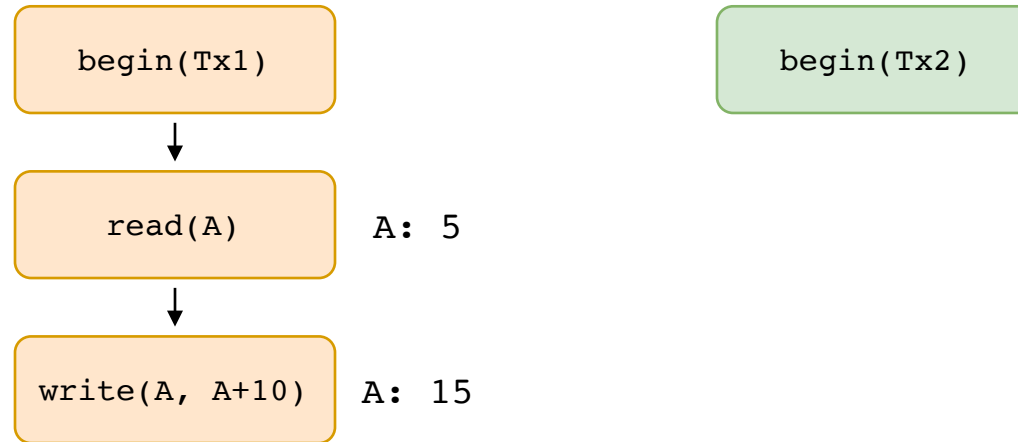 begin(Tx1)
begin(Tx2)
read(A)
A: 5
write(A, A+10)
A: 15